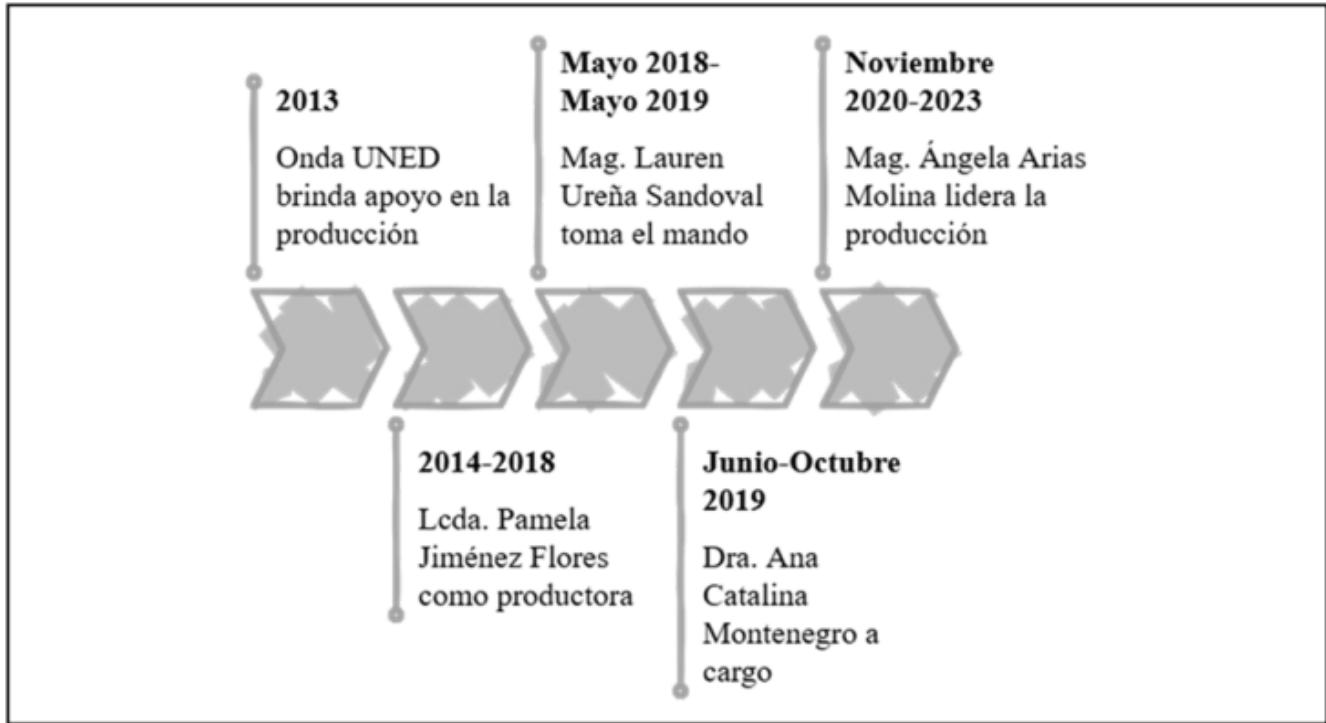 2013
Onda UNED
brinda apoyo en la
producción
2014-2018
Lcda. Pamela
Jiménez Flores
como productora
Mayo 2018-
Mayo 2019
Mag. Lauren
Ureña Sandoval
toma el mando
Junio-Octubre
2019
Dra. Ana
Catalina
Montenegro a
cargo
Noviembre
2020-2023
Mag. Ángela Arias
Molina lidera la
producción